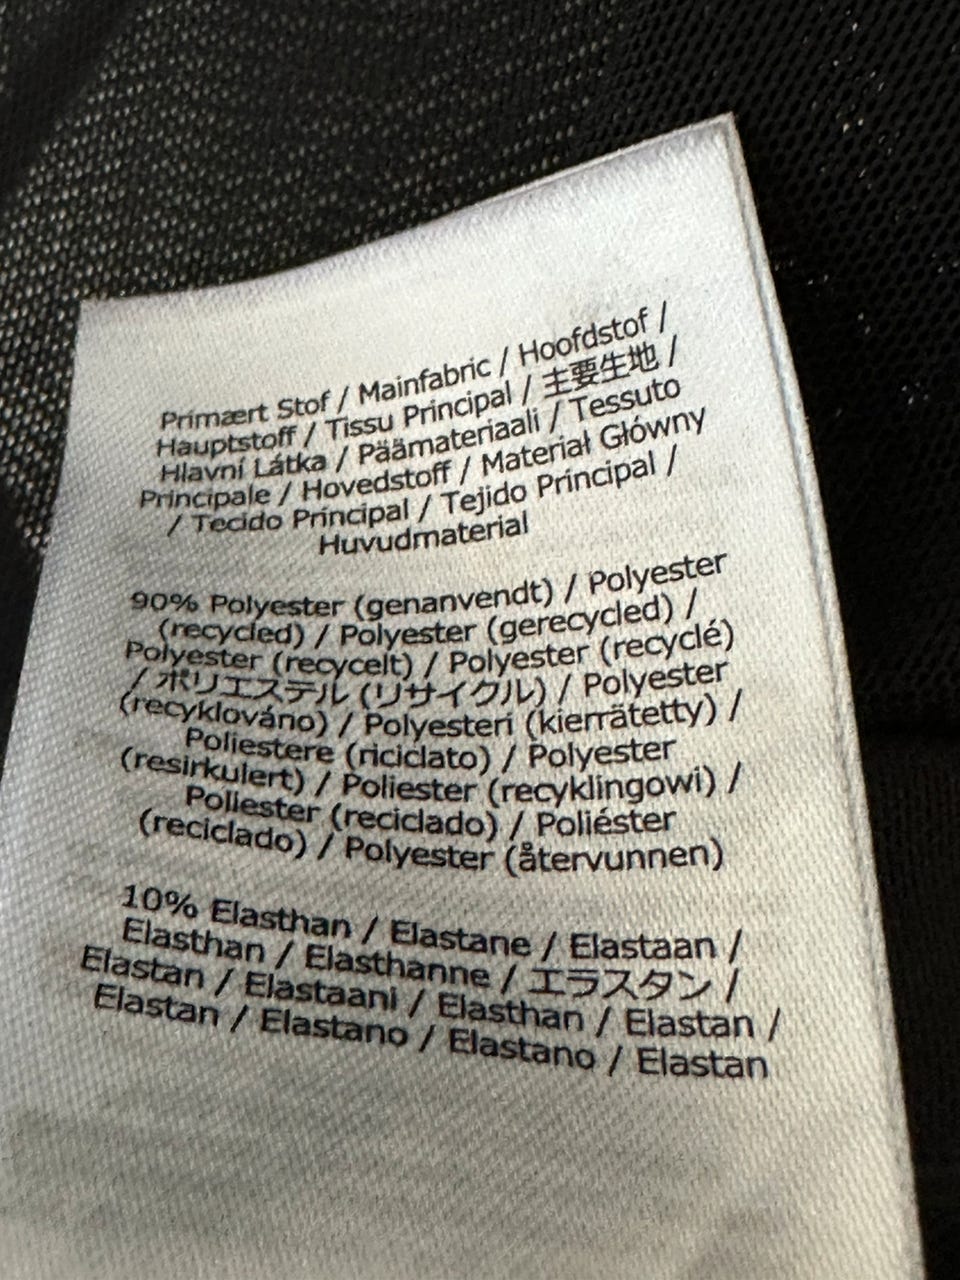 Primært Stof / Mainfabric / Hoofdstof /
Hauptstoff / Tissu Principal / 主要生地 /
Hlavní Látka / Päämateriaali / Tessuto
Principale / Hovedstoff / Materiał Główny
/ Tecido Principal / Tejido Principal /
Huvudmaterial
90% Polyester (genanvendt) / Polyester
(recycled) / Polyester (gerecycled) /
Polyester (recycelt) / Polyester (recyclé)
/ ポリエステル (リサイクル) / Polyester
(recyklováno) / Polyesteri (kierrätetty) /
Poliestere (riciclato) / Polyester
(resirkulert) / Poliester (recyklingowi) /
Poliester (reciclado) / Poliéster
(reciclado) / Polyester (återvunnen)
10% Elasthan / Elastane / Elastaan /
Elasthan / Elasthanne / エラスタン /
Elastan / Elastaani / Elasthan / Elastan /
Elastan / Elastano / Elastano / Elastan